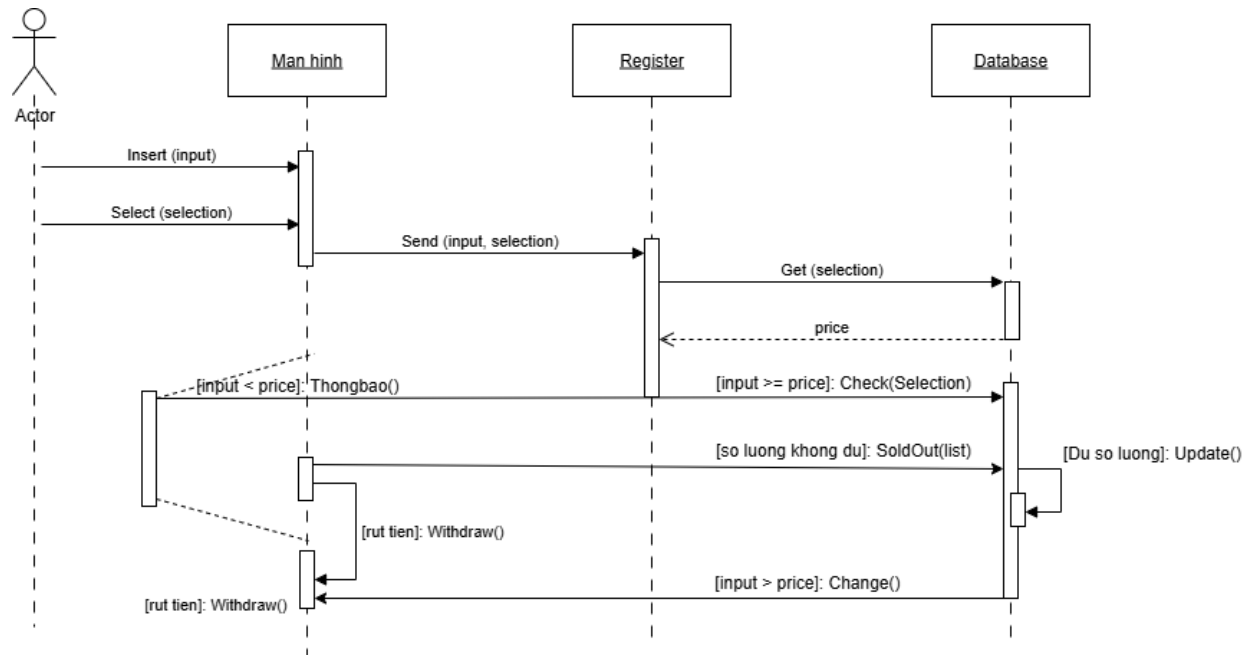 Man hinh
Register
Database
Actor
Insert (input)
Select (selection)
Send (input, selection)
Get (selection)
price
[input < price]: Thongbao()
[input >= price]: Check(Selection)
[so luong khong du]: SoldOut(list)
[Du so luong]: Update()
[rut tien]: Withdraw()
[input > price]: Change()
[rut tien]: Withdraw()